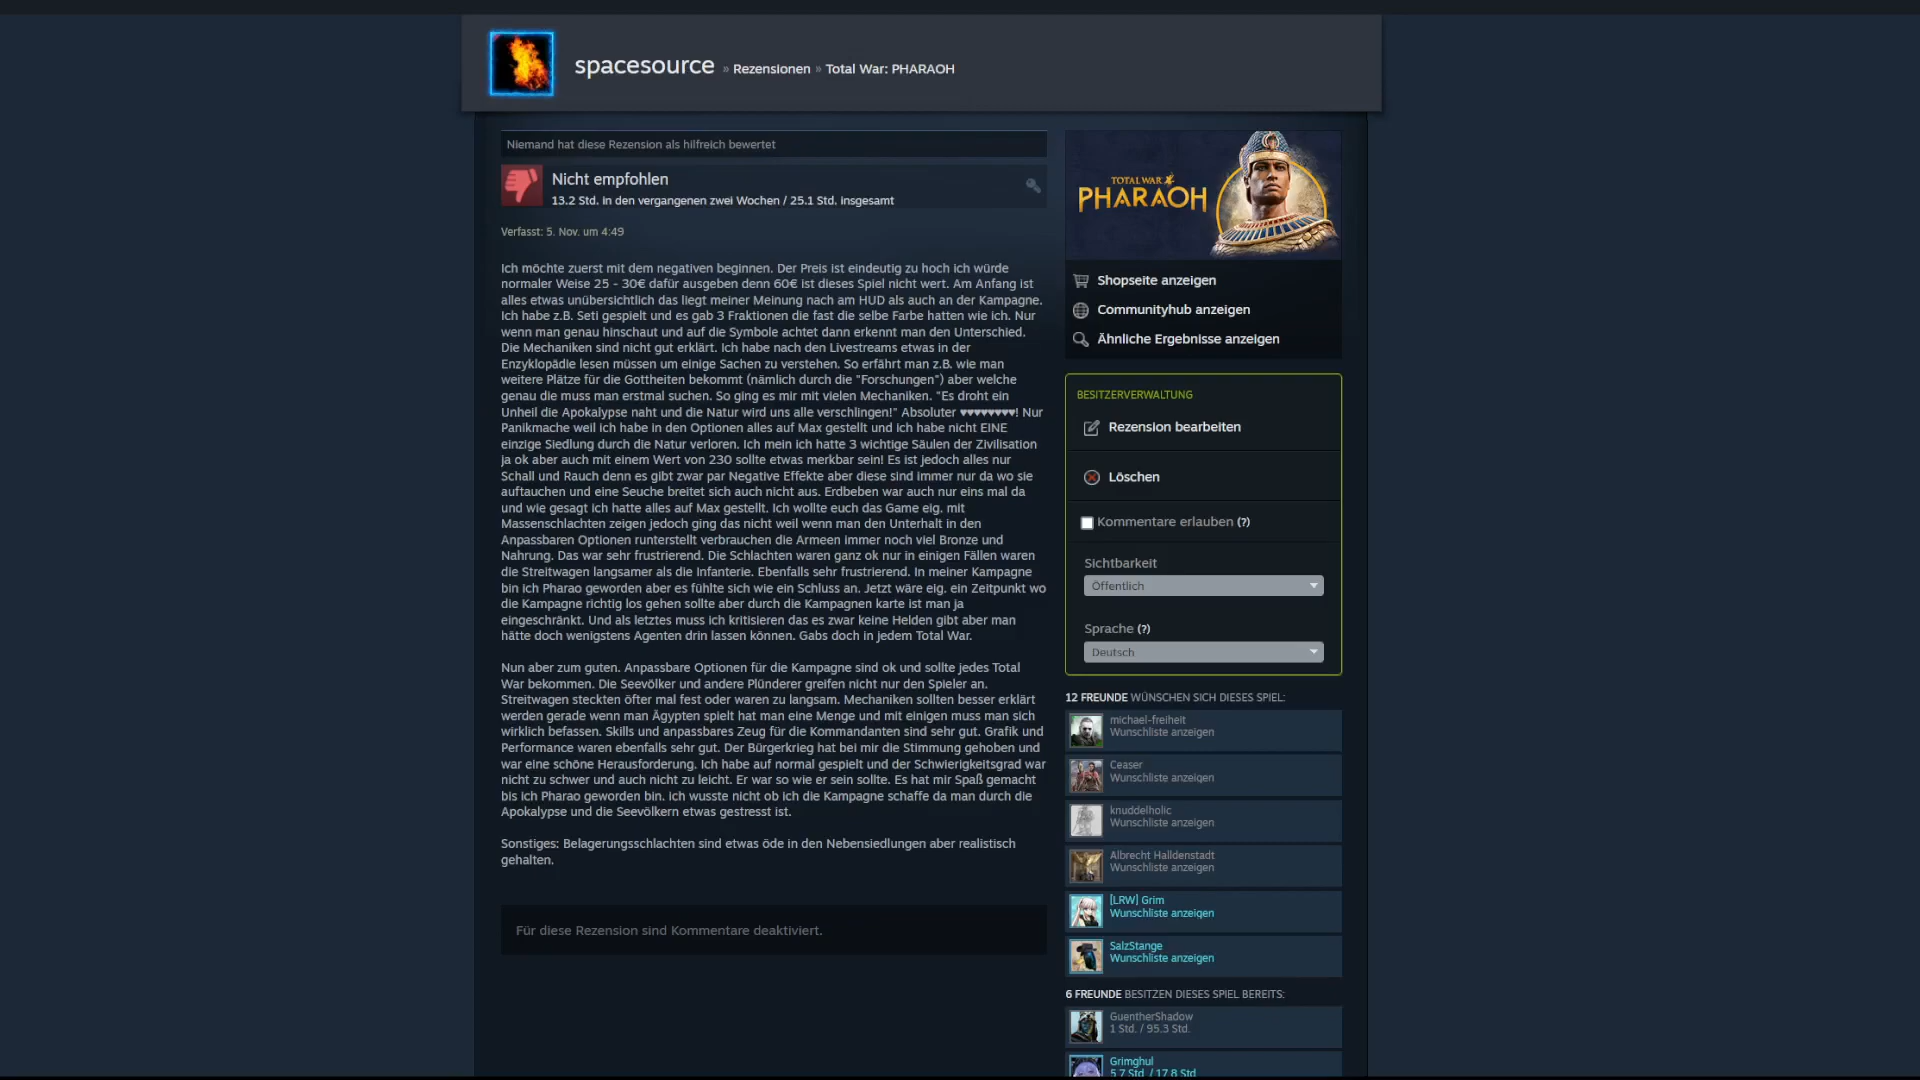 spacesource » Rezensionen » Total War: PHARAOH
Niemand hat diese Rezension als hilfreich bewertet
Nicht empfohlen
13.2 Std. in den vergangenen zwei Wochen / 25.1 Std. insgesamt
Verfasst: 5. Nov. um 4:49
Ich möchte zuerst mit dem negativen beginnen. Der Preis ist eindeutig zu hoch ich würde
normaler Weise 25 - 30€ dafür ausgeben denn 60€ ist dieses Spiel nicht wert. Am Anfang ist
alles etwas unübersichtlich das liegt meiner Meinung nach am HUD als auch an der Kampagne.
Ich habe z.B. Seti gespielt und es gab 3 Fraktionen die fast die selbe Farbe hatten wie ich. Nur
wenn man genau hinschaut und auf die Symbole achtet dann erkennt man den Unterschied.
Die Mechaniken sind nicht gut erklärt. Ich habe nach den Livestreams etwas in der
Enzyklopädie lesen müssen um einige Sachen zu verstehen. So erfährt man z.B. wie man
weitere Plätze für die Gottheiten bekommt (nämlich durch die "Forschungen") aber welche
genau die muss man erstmal suchen. So ging es mir mit vielen Mechaniken. "Es droht ein
Unheil die Apokalypse naht und die Natur wird uns alle verschlingen!" Absoluter ♥♥♥♥♥♥♥♥! Nur
Panikmache weil ich habe in den Optionen alles auf Max gestellt und ich habe nicht EINE
einzige Siedlung durch die Natur verloren. Ich mein ich hatte 3 wichtige Säulen der Zivilisation
ja ok aber auch mit einem Wert von 230 sollte etwas merkbar sein! Es ist jedoch alles nur
Schall und Rauch denn es gibt zwar par Negative Effekte aber diese sind immer nur da wo sie
auftauchen und eine Seuche breitet sich auch nicht aus. Erdbeben war auch nur eins mal da
und wie gesagt ich hatte alles auf Max gestellt. Ich wollte euch das Game eig. mit
Massenschlachten zeigen jedoch ging das nicht weil wenn man den Unterhalt in den
Anpassbaren Optionen runterstellt verbrauchen die Armeen immer noch viel Bronze und
Nahrung. Das war sehr frustrierend. Die Schlachten waren ganz ok nur in einigen Fällen waren
die Streitwagen langsamer als die Infanterie. Ebenfalls sehr frustrierend. In meiner Kampagne
bin ich Pharao geworden aber es fühlte sich wie ein Schluss an. Jetzt wäre eig. ein Zeitpunkt wo
die Kampagne richtig los gehen sollte aber durch die Kampagnen karte ist man ja
eingeschränkt. Und als letztes muss ich kritisieren das es zwar keine Helden gibt aber man
hätte doch wenigstens Agenten drin lassen können. Gabs doch in jedem Total War.
Nun aber zum guten. Anpassbare Optionen für die Kampagne sind ok und sollte jedes Total
War bekommen. Die Seevölker und andere Plünderer greifen nicht nur den Spieler an.
Streitwagen steckten öfter mal fest oder waren zu langsam. Mechaniken sollten besser erklärt
werden gerade wenn man Ägypten spielt hat man eine Menge und mit einigen muss man sich
wirklich befassen. Skills und anpassbares Zeug für die Kommandanten sind sehr gut. Grafik und
Performance waren ebenfalls sehr gut. Der Bürgerkrieg hat bei mir die Stimmung gehoben und
war eine schöne Herausforderung. Ich habe auf normal gespielt und der Schwierigkeitsgrad war
nicht zu schwer und auch nicht zu leicht. Er war so wie er sein sollte. Es hat mir Spaß gemacht
bis ich Pharao geworden bin. ich wusste nicht ob ich die Kampagne schaffe da man durch die
Apokalypse und die Seevölkern etwas gestresst ist.
Sonstiges: Belagerungsschlachten sind etwas öde in den Nebensiedlungen aber realistisch
gehalten.
Für diese Rezension sind Kommentare deaktiviert.
TOTAL WAR
PHARAOH
Shopseite anzeigen
Communityhub anzeigen
Ähnliche Ergebnisse anzeigen
BESITZERVERWALTUNG
Rezension bearbeiten
Löschen
Kommentare erlauben (?)
Sichtbarkeit
Öffentlich
Sprache (?)
Deutsch
12 FREUNDE WÜNSCHEN SICH DIESES SPIEL:
michael-freiheit
Wunschliste anzeigen
Ceaser
Wunschliste anzeigen
knuddelholic
Wunschliste anzeigen
Albrecht Halldenstadt
Wunschliste anzeigen
[LRW] Grim
Wunschliste anzeigen
SalzStange
Wunschliste anzeigen
6 FREUNDE BESITZEN DIESES SPIEL BEREITS:
GuentherShadow
1 Std. / 95.3 Std.
Grimghul
5.7 Std. / 17.8 Std.